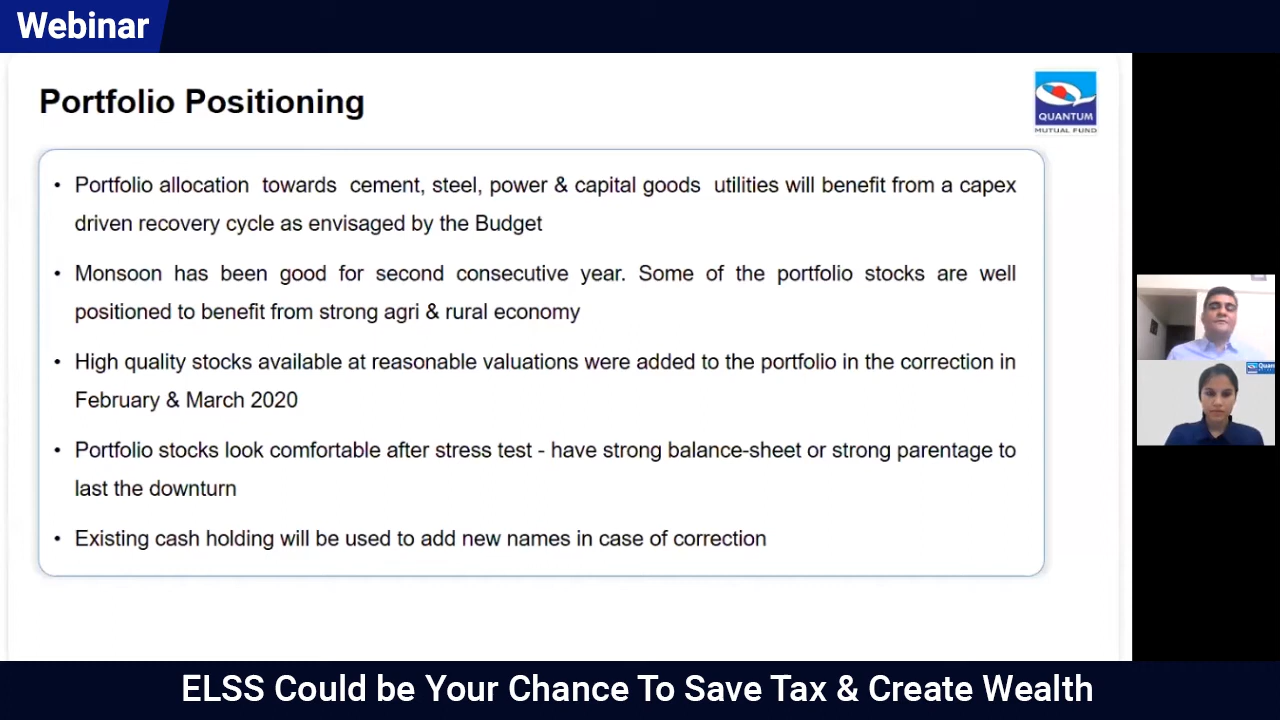 Webinar
Portfolio Positioning
QUANTUM
MUTUAL FUND
• Portfolio allocation towards cement, steel, power & capital goods utilities will benefit from a capex
driven recovery cycle as envisaged by the Budget
• Monsoon has been good for second consecutive year. Some of the portfolio stocks are well
positioned to benefit from strong agri & rural economy
• High quality stocks available at reasonable valuations were added to the portfolio in the correction in
February & March 2020
• Portfolio stocks look comfortable after stress test - have strong balance-sheet or strong parentage to
last the downturn
• Existing cash holding will be used to add new names in case of correction
Quan
ELSS Could be Your Chance To Save Tax & Create Wealth